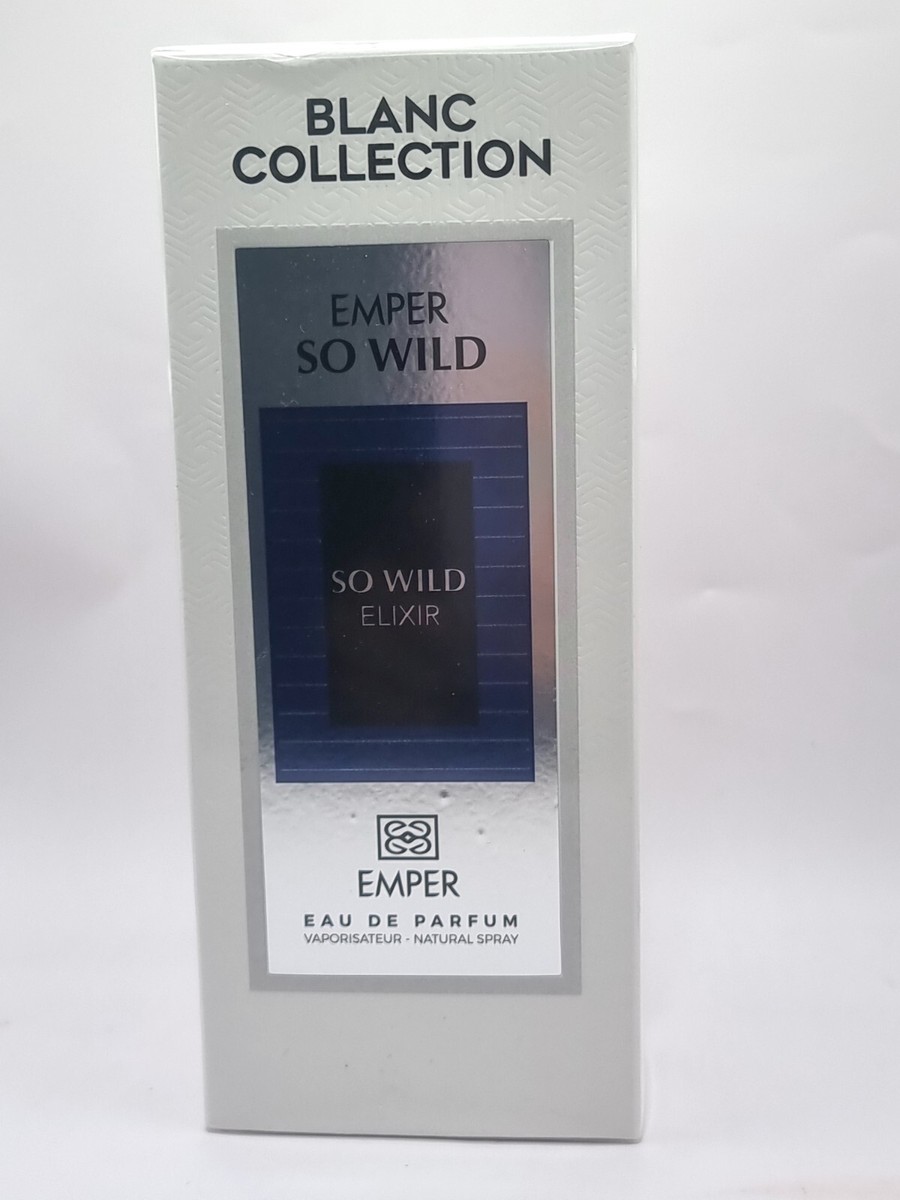 BLANC
COLLECTION
EMPER
SO WILD
SO WILD
ELIXIR
EMPER
EAU DE PARFUM
VAPORISATEUR - NATURAL SPRAY